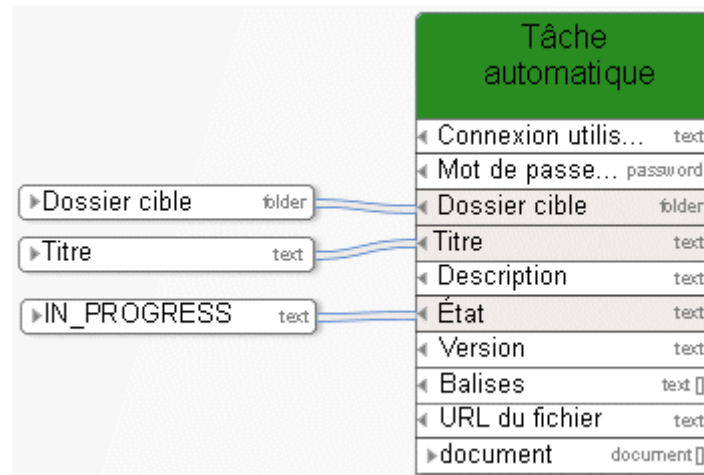 Tâche
automatique
Connexion utilis... text
Mot de passe... password
Dossier cible folder
Dossier cible folder
Titre text
Titre text
Description text
IN_PROGRESS text
État text
Version text
Balises text []
URL du fichier text
document document []